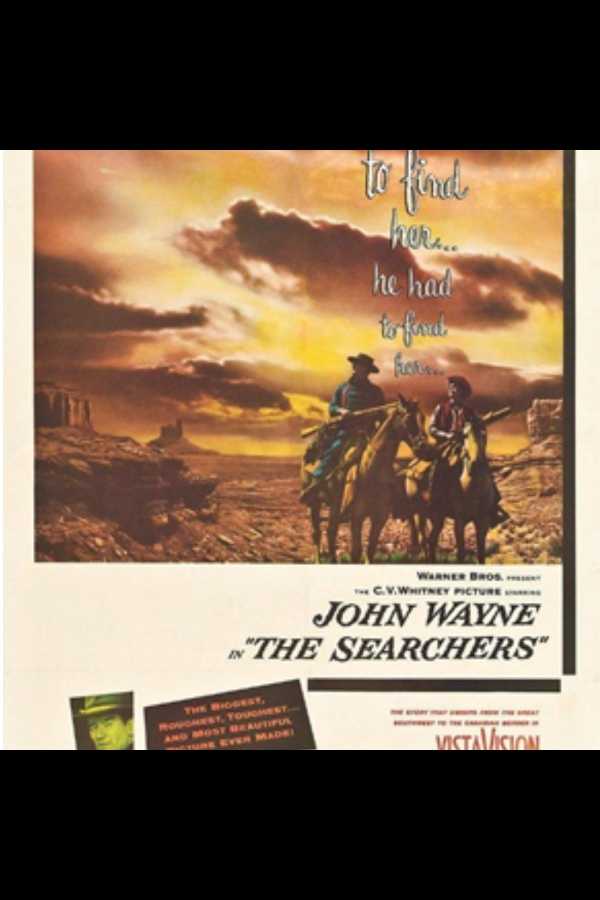 to find
her...
he had
to find
her...
WARNER BROS. PRESENT
THE C.V. WHITNEY PICTURE STARRING
JOHN WAYNE
IN "THE SEARCHERS"
THE BIGGEST,
ROUGHEST, TOUGHEST...
AND MOST BEAUTIFUL
PICTURE EVER MADE!
THE STORY THAT SWEEPS FROM THE GREAT
SOUTHWEST TO THE CANADIAN BORDER IN
VISTAVISION